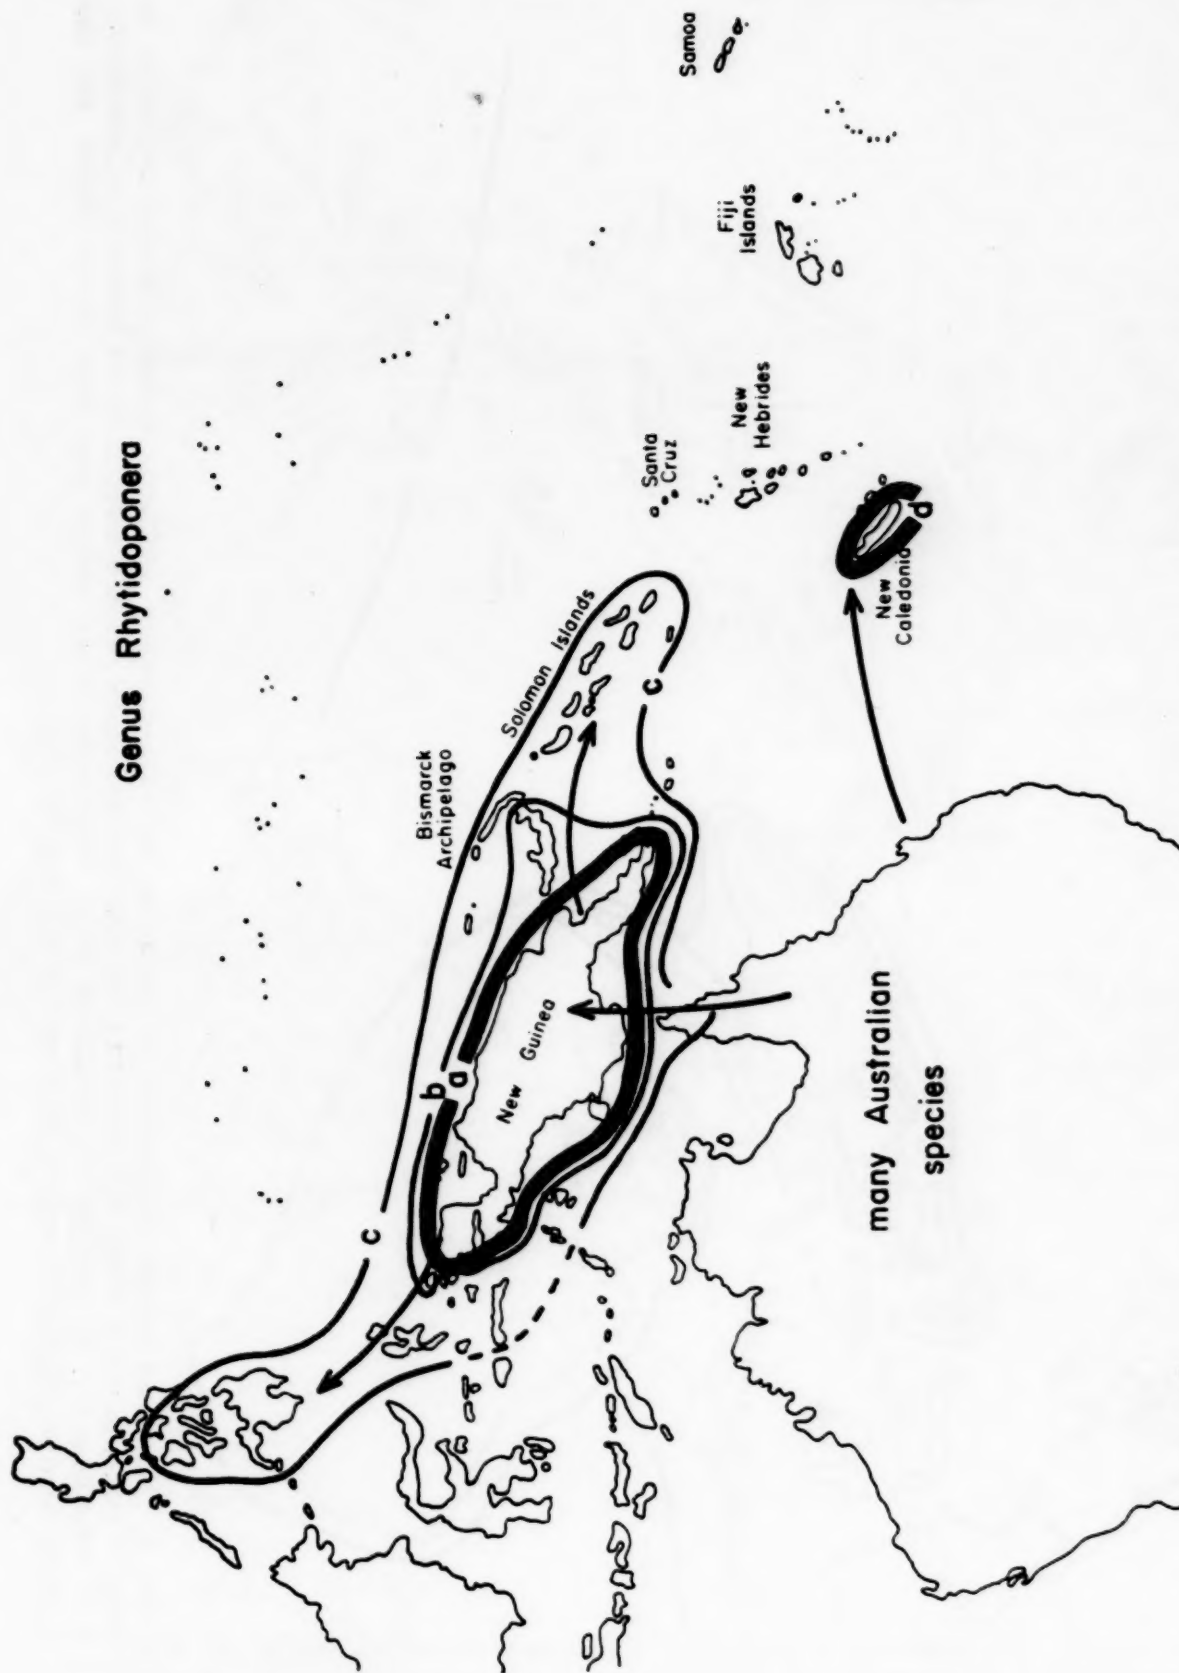 Genus Rhytidoponera
Samoa
Fiji
Islands
New
Hebrides
Santa
Cruz
Solomon Islands
Bismarck
Archipelago
New
Caledonia
d
c
c
b
a
New Guinea
many Australian
species